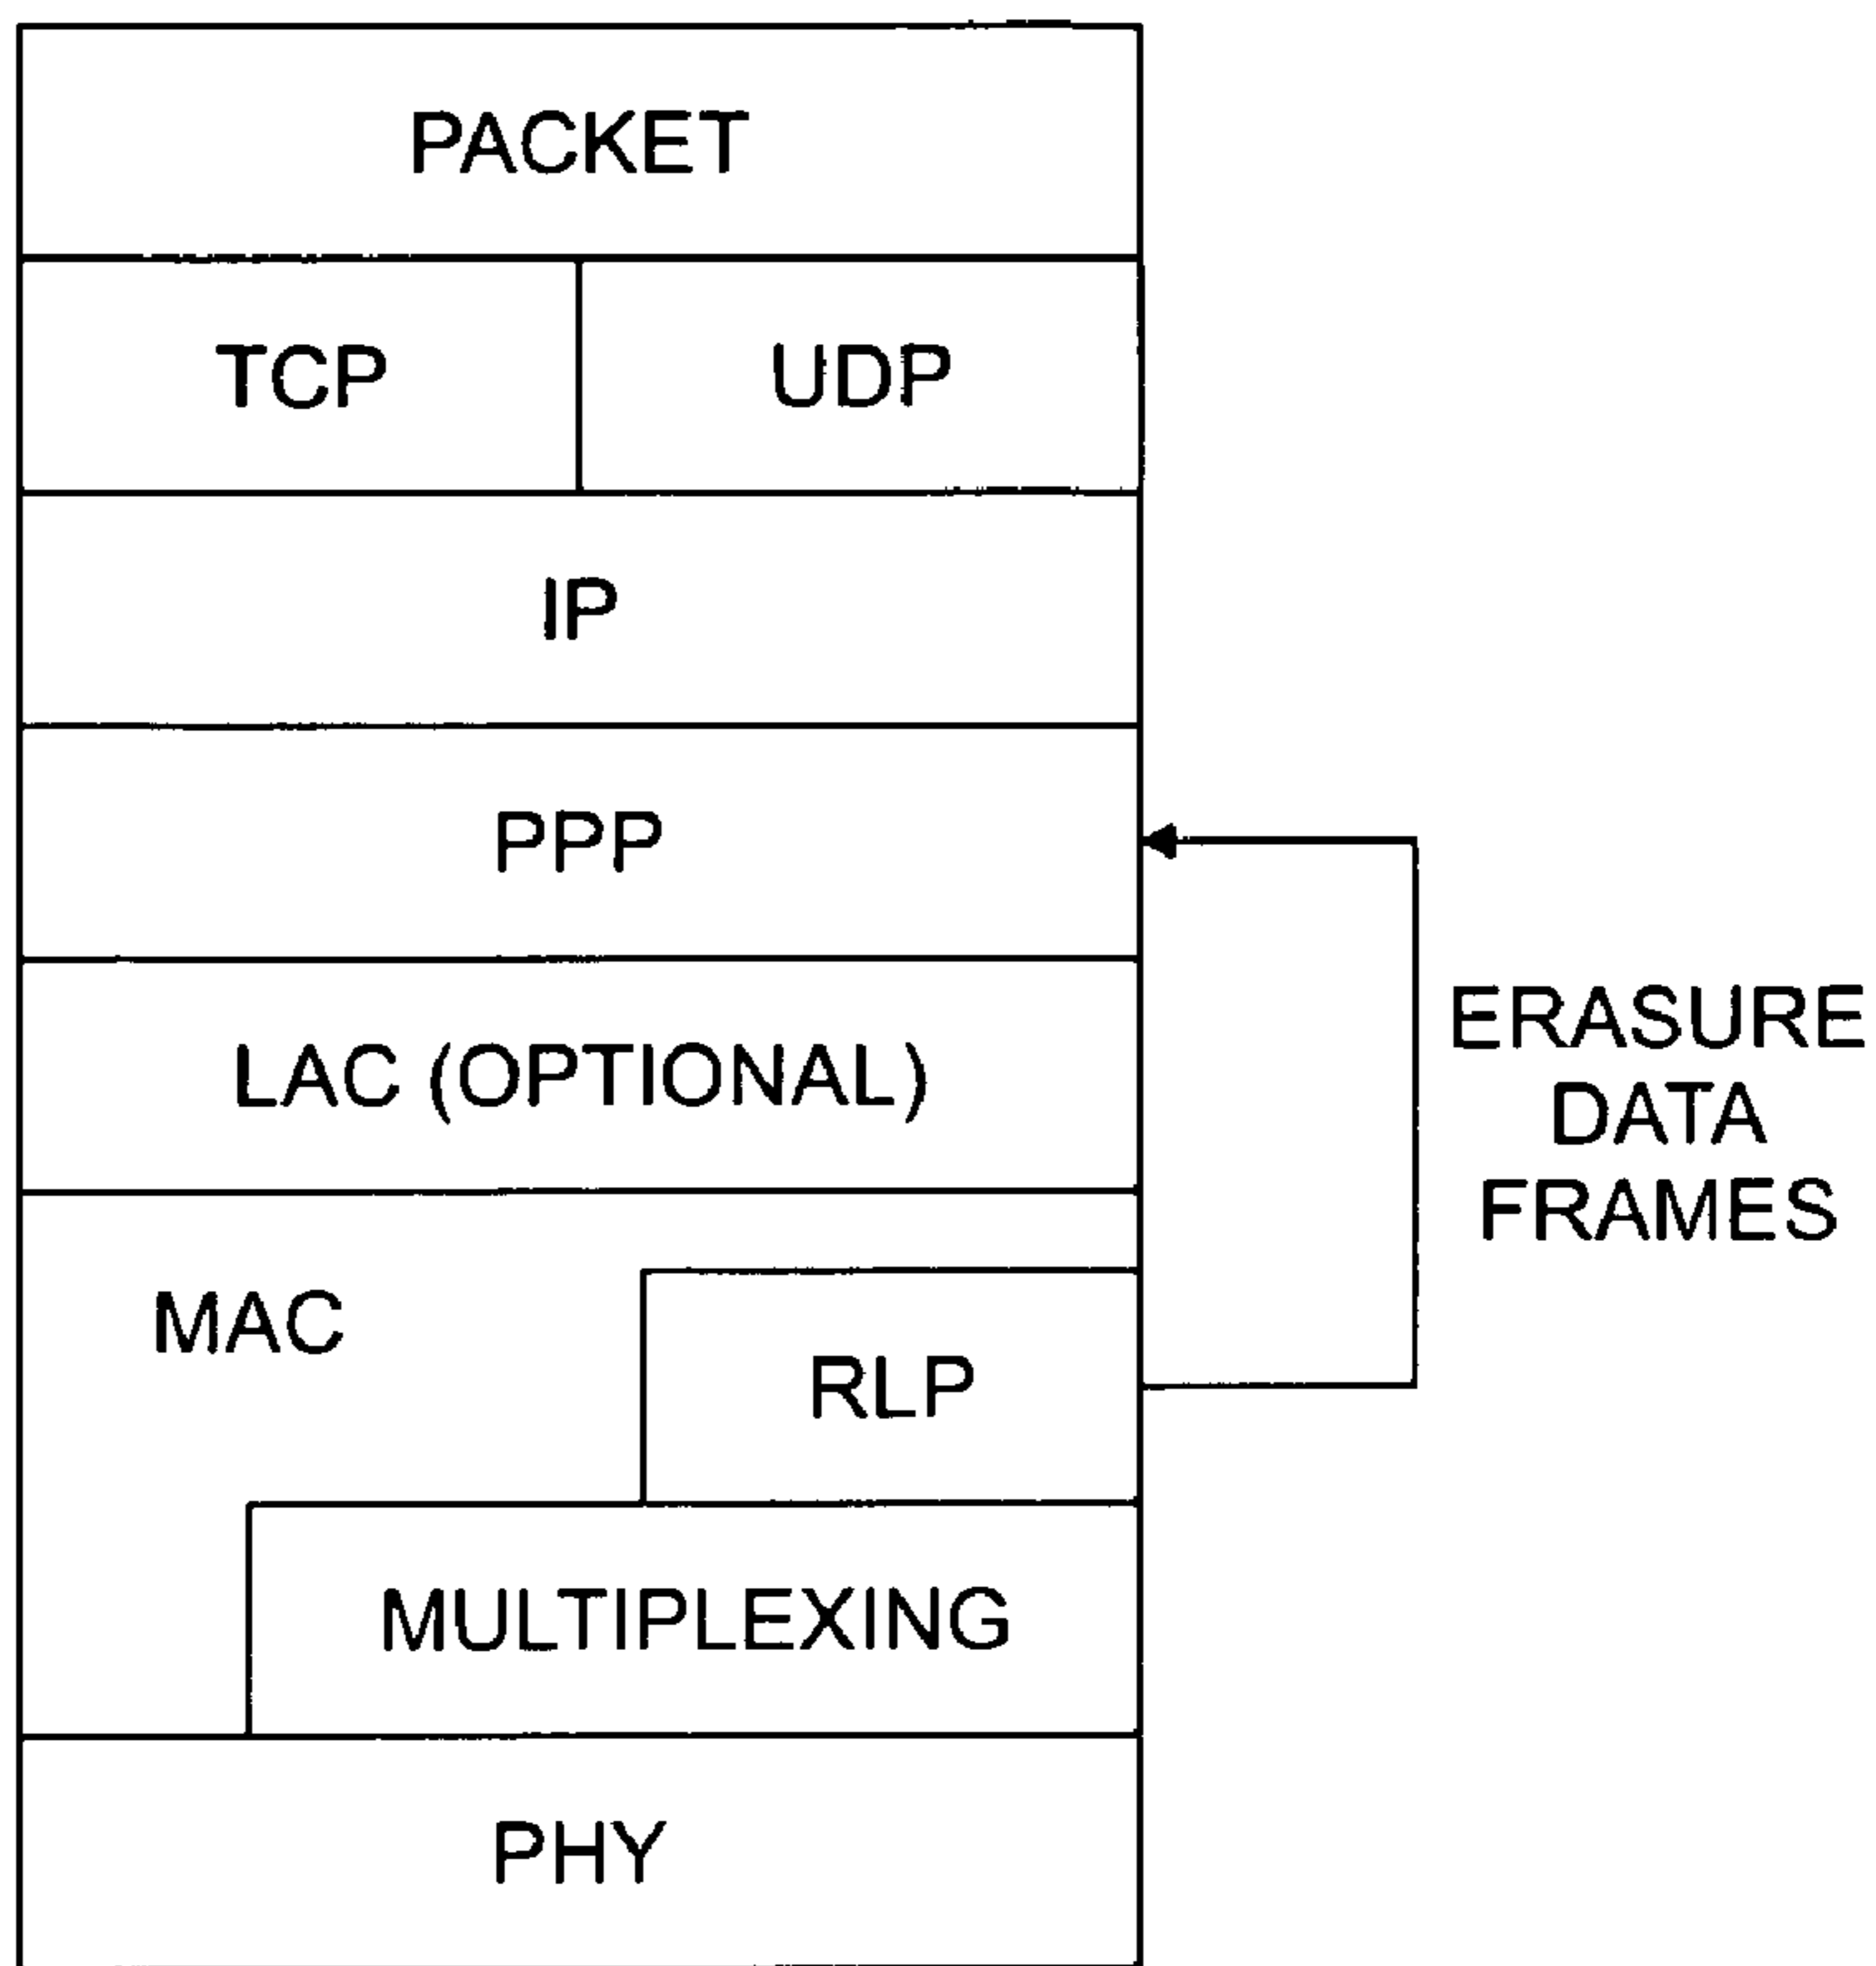 PACKET
TCP
UDP
IP
PPP
LAC (OPTIONAL)
ERASURE
DATA
FRAMES
MAC
RLP
MULTIPLEXING
PHY